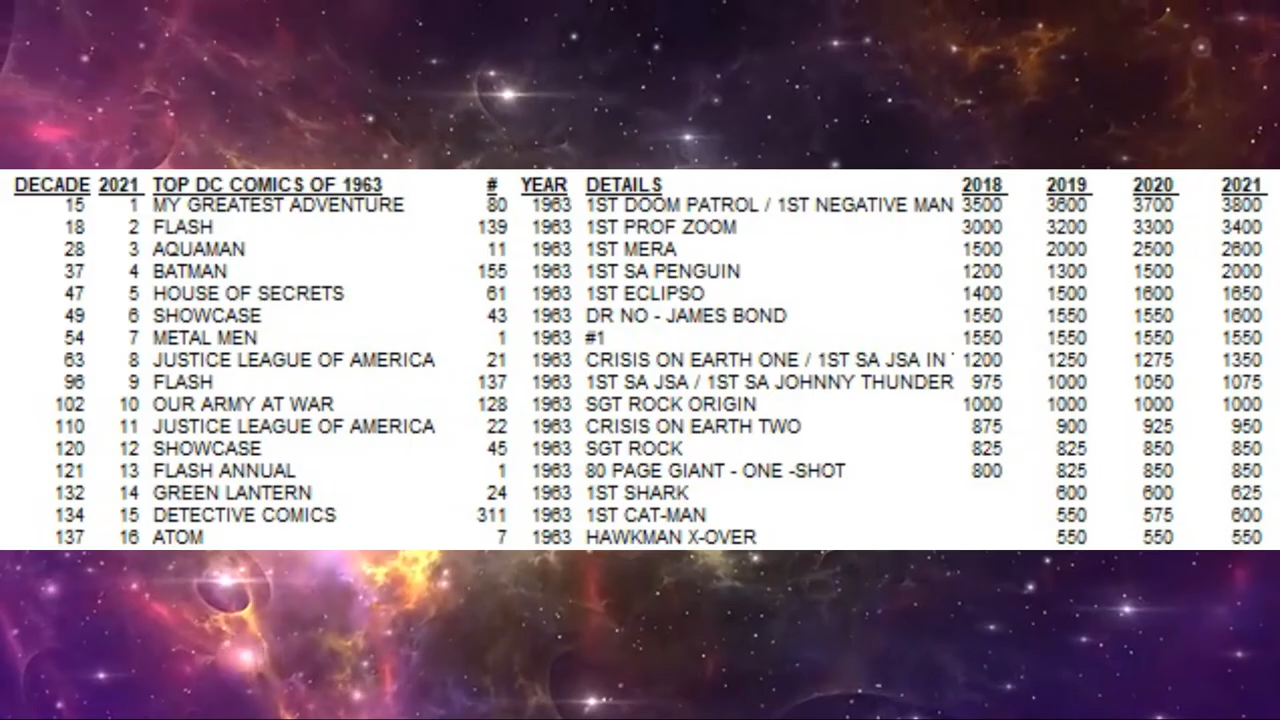 DECADE 2021 TOP DC COMICS OF 1963 # YEAR DETAILS 2018 2019 2020 2021
15 1 MY GREATEST ADVENTURE 80 1963 1ST DOOM PATROL / 1ST NEGATIVE MAN 3500 3600 3700 3800
18 2 FLASH 139 1963 1ST PROF ZOOM 3000 3200 3300 3400
28 3 AQUAMAN 11 1963 1ST MERA 1500 2000 2500 2600
37 4 BATMAN 155 1963 1ST SA PENGUIN 1200 1300 1500 2000
47 5 HOUSE OF SECRETS 61 1963 1ST ECLIPSO 1400 1500 1600 1650
49 6 SHOWCASE 43 1963 DR NO - JAMES BOND 1550 1550 1550 1600
54 7 METAL MEN 1 1963 #1 1550 1550 1550 1550
63 8 JUSTICE LEAGUE OF AMERICA 21 1963 CRISIS ON EARTH ONE / 1ST SA JSA IN 1200 1250 1275 1350
96 9 FLASH 137 1963 1ST SA JSA / 1ST SA JOHNNY THUNDER 975 1000 1050 1075
102 10 OUR ARMY AT WAR 128 1963 SGT ROCK ORIGIN 1000 1000 1000 1000
110 11 JUSTICE LEAGUE OF AMERICA 22 1963 CRISIS ON EARTH TWO 875 900 925 950
120 12 SHOWCASE 45 1963 SGT ROCK 825 825 850 850
121 13 FLASH ANNUAL 1 1963 80 PAGE GIANT - ONE -SHOT 800 825 850 850
132 14 GREEN LANTERN 24 1963 1ST SHARK 600 600 625
134 15 DETECTIVE COMICS 311 1963 1ST CAT-MAN 550 575 600
137 16 ATOM 7 1963 HAWKMAN X-OVER 550 550 550